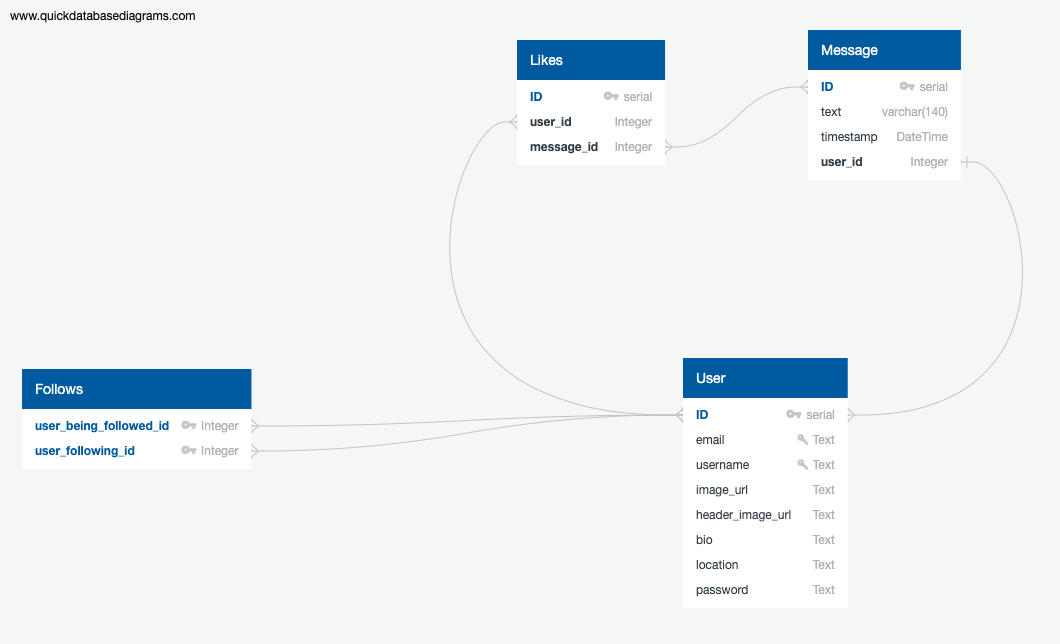 www.quickdatabasediagrams.com
Likes
ID serial
user_id Integer
message_id Integer
Message
ID serial
text varchar(140)
timestamp DateTime
user_id Integer
Follows
user_being_followed_id Integer
user_following_id Integer
User
ID serial
email Text
username Text
image_url Text
header_image_url Text
bio Text
location Text
password Text